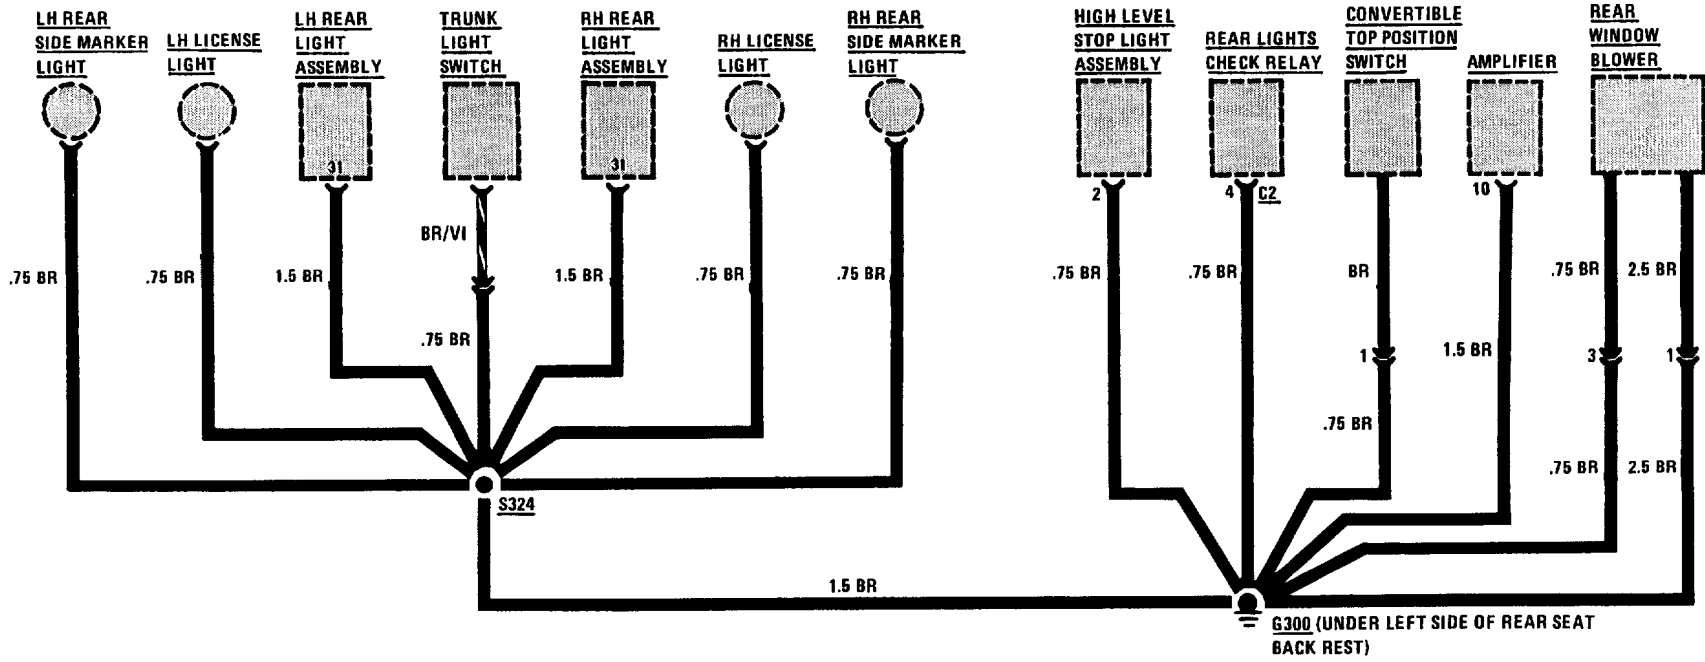 LH REAR
SIDE MARKER
LIGHT
LH LICENSE
LIGHT
LH REAR
LIGHT
ASSEMBLY
TRUNK
LIGHT
SWITCH
RH REAR
LIGHT
ASSEMBLY
RH LICENSE
LIGHT
RH REAR
SIDE MARKER
LIGHT
HIGH LEVEL
STOP LIGHT
ASSEMBLY
REAR LIGHTS
CHECK RELAY
CONVERTIBLE
TOP POSITION
SWITCH
AMPLIFIER
REAR
WINDOW
BLOWER
31
31
2
4
C2
10
BR/VI
.75 BR
.75 BR
1.5 BR
1.5 BR
.75 BR
.75 BR
.75 BR
.75 BR
BR
.75 BR
2.5 BR
.75 BR
1
1.5 BR
3
1
.75 BR
.75 BR
2.5 BR
S324
1.5 BR
G300 (UNDER LEFT SIDE OF REAR SEAT
BACK REST)